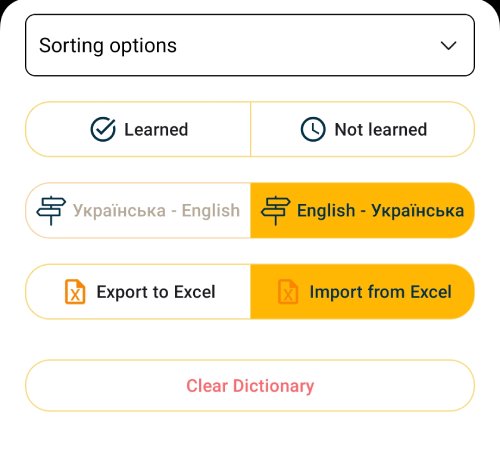 Sorting options
Learned
Not learned
Українська - English
English - Українська
Export to Excel
Import from Excel
Clear Dictionary